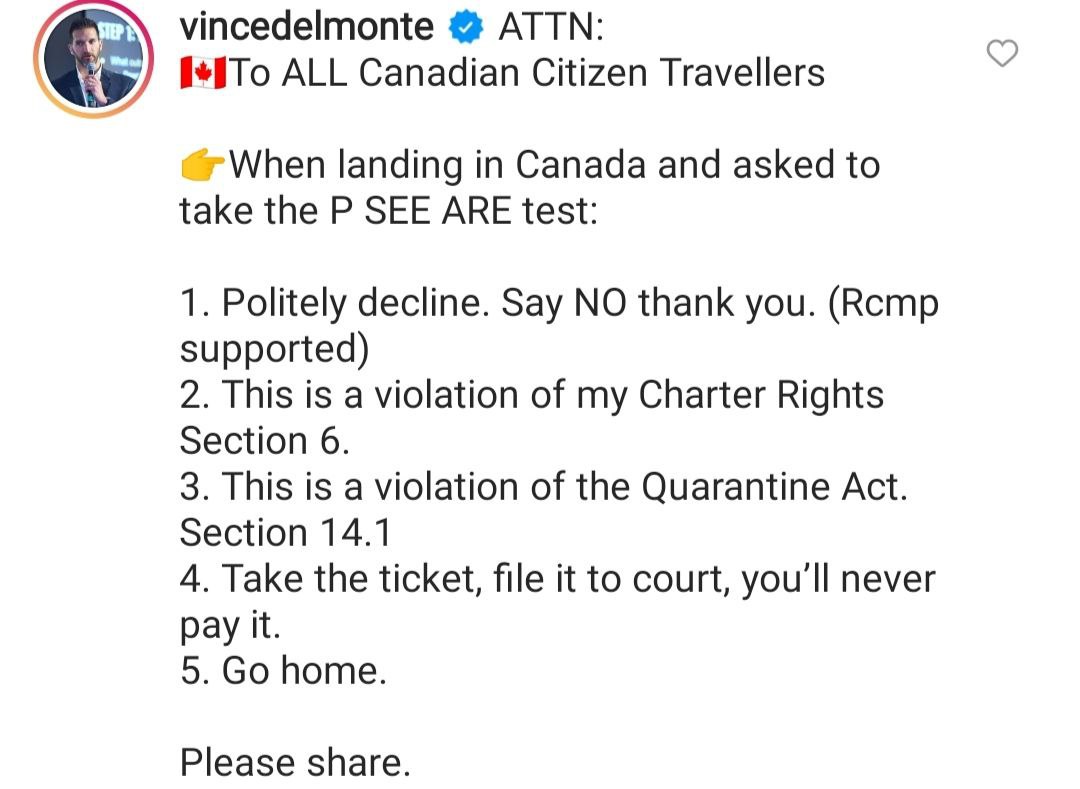 vincedelmonte ATTN:
🇨🇦To ALL Canadian Citizen Travellers
👉When landing in Canada and asked to
take the P SEE ARE test:
1. Politely decline. Say NO thank you. (Rcmp
supported)
2. This is a violation of my Charter Rights
Section 6.
3. This is a violation of the Quarantine Act.
Section 14.1
4. Take the ticket, file it to court, you’ll never
pay it.
5. Go home.
Please share.